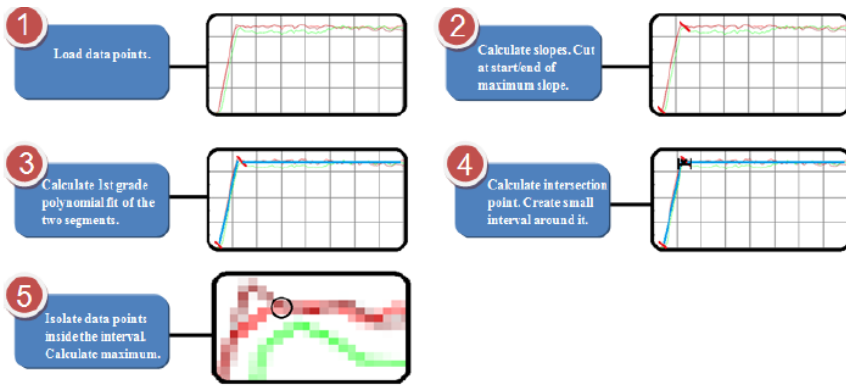 1
Load data points.
2
Calculate slopes. Cut
at start/end of
maximum slope.
3
Calculate 1st grade
polynomial fit of the
two segments.
4
Calculate intersection
point. Create small
interval around it.
5
Isolate data points
inside the interval.
Calculate maximum.